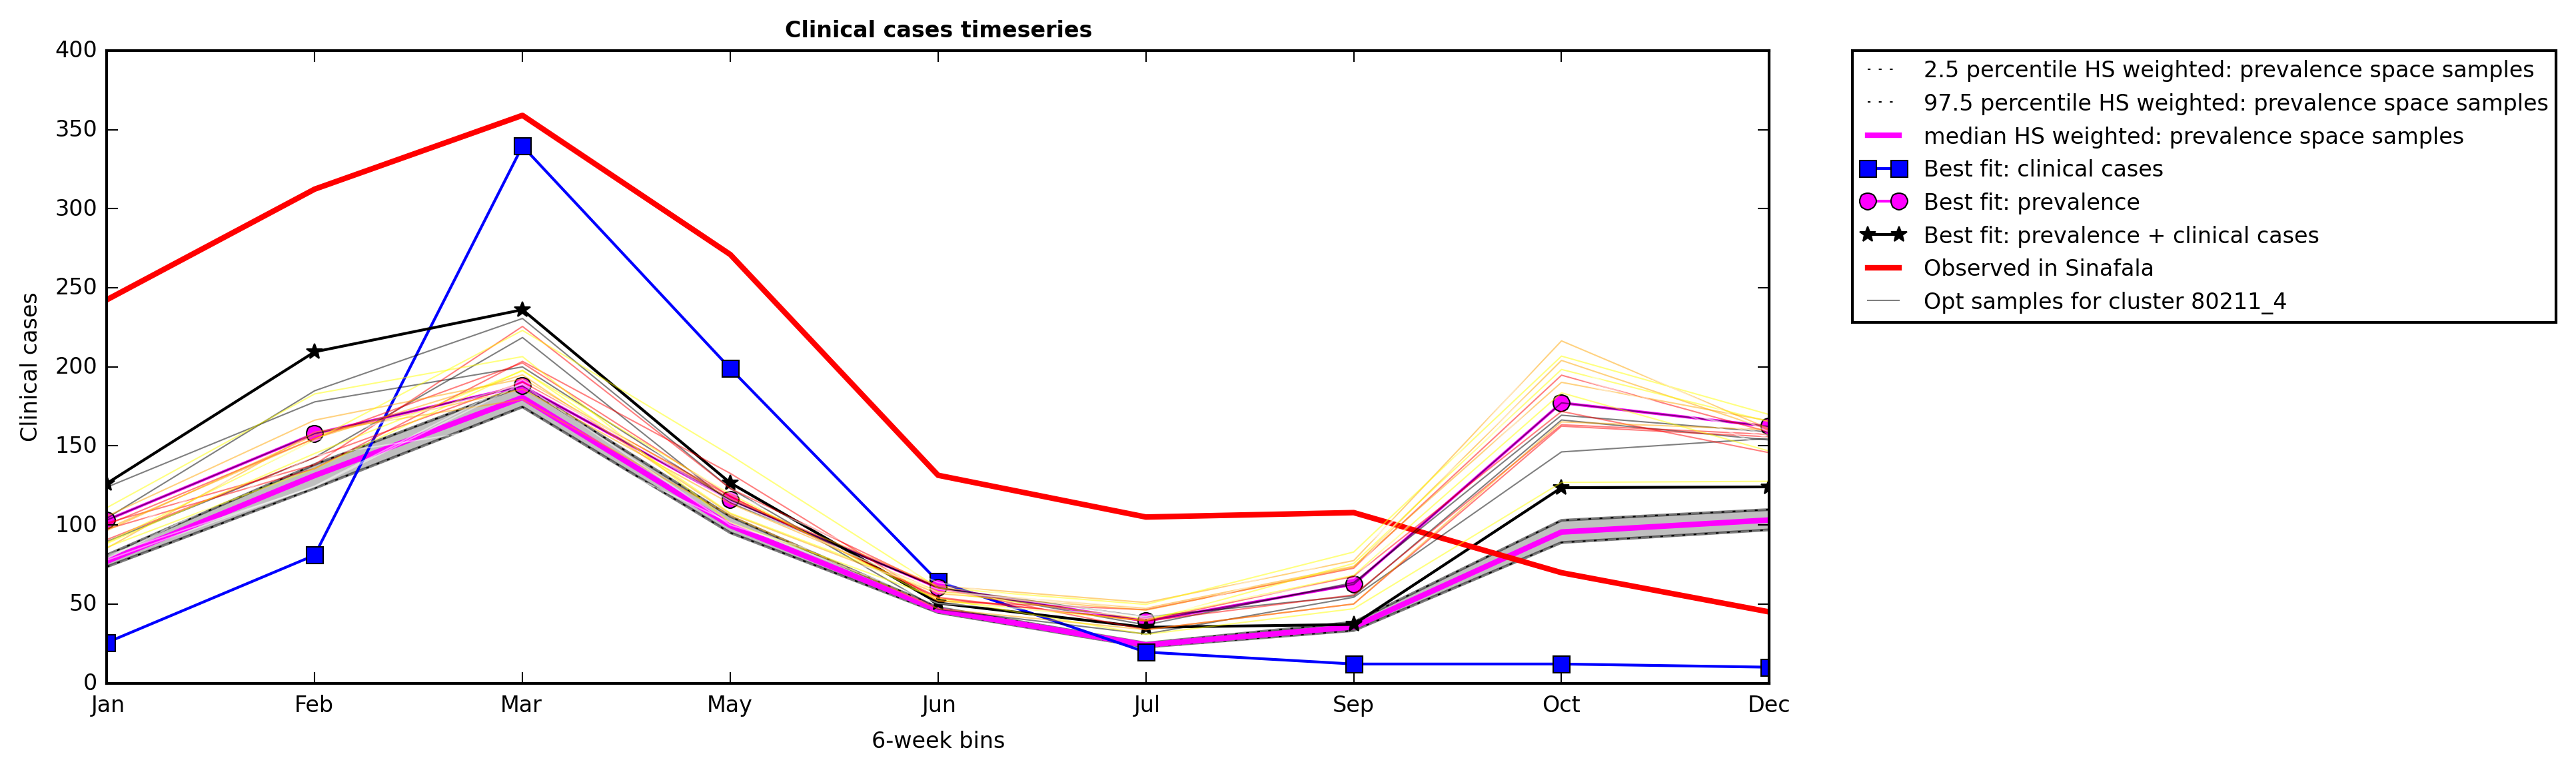 Clinical cases timeseries
400
350
300
250
200
150
100
50
0
Clinical cases
Jan Feb Mar May Jun Jul Sep Oct Dec
6-week bins
2.5 percentile HS weighted: prevalence space samples
97.5 percentile HS weighted: prevalence space samples
median HS weighted: prevalence space samples
Best fit: clinical cases
Best fit: prevalence
Best fit: prevalence + clinical cases
Observed in Sinafala
Opt samples for cluster 80211_4